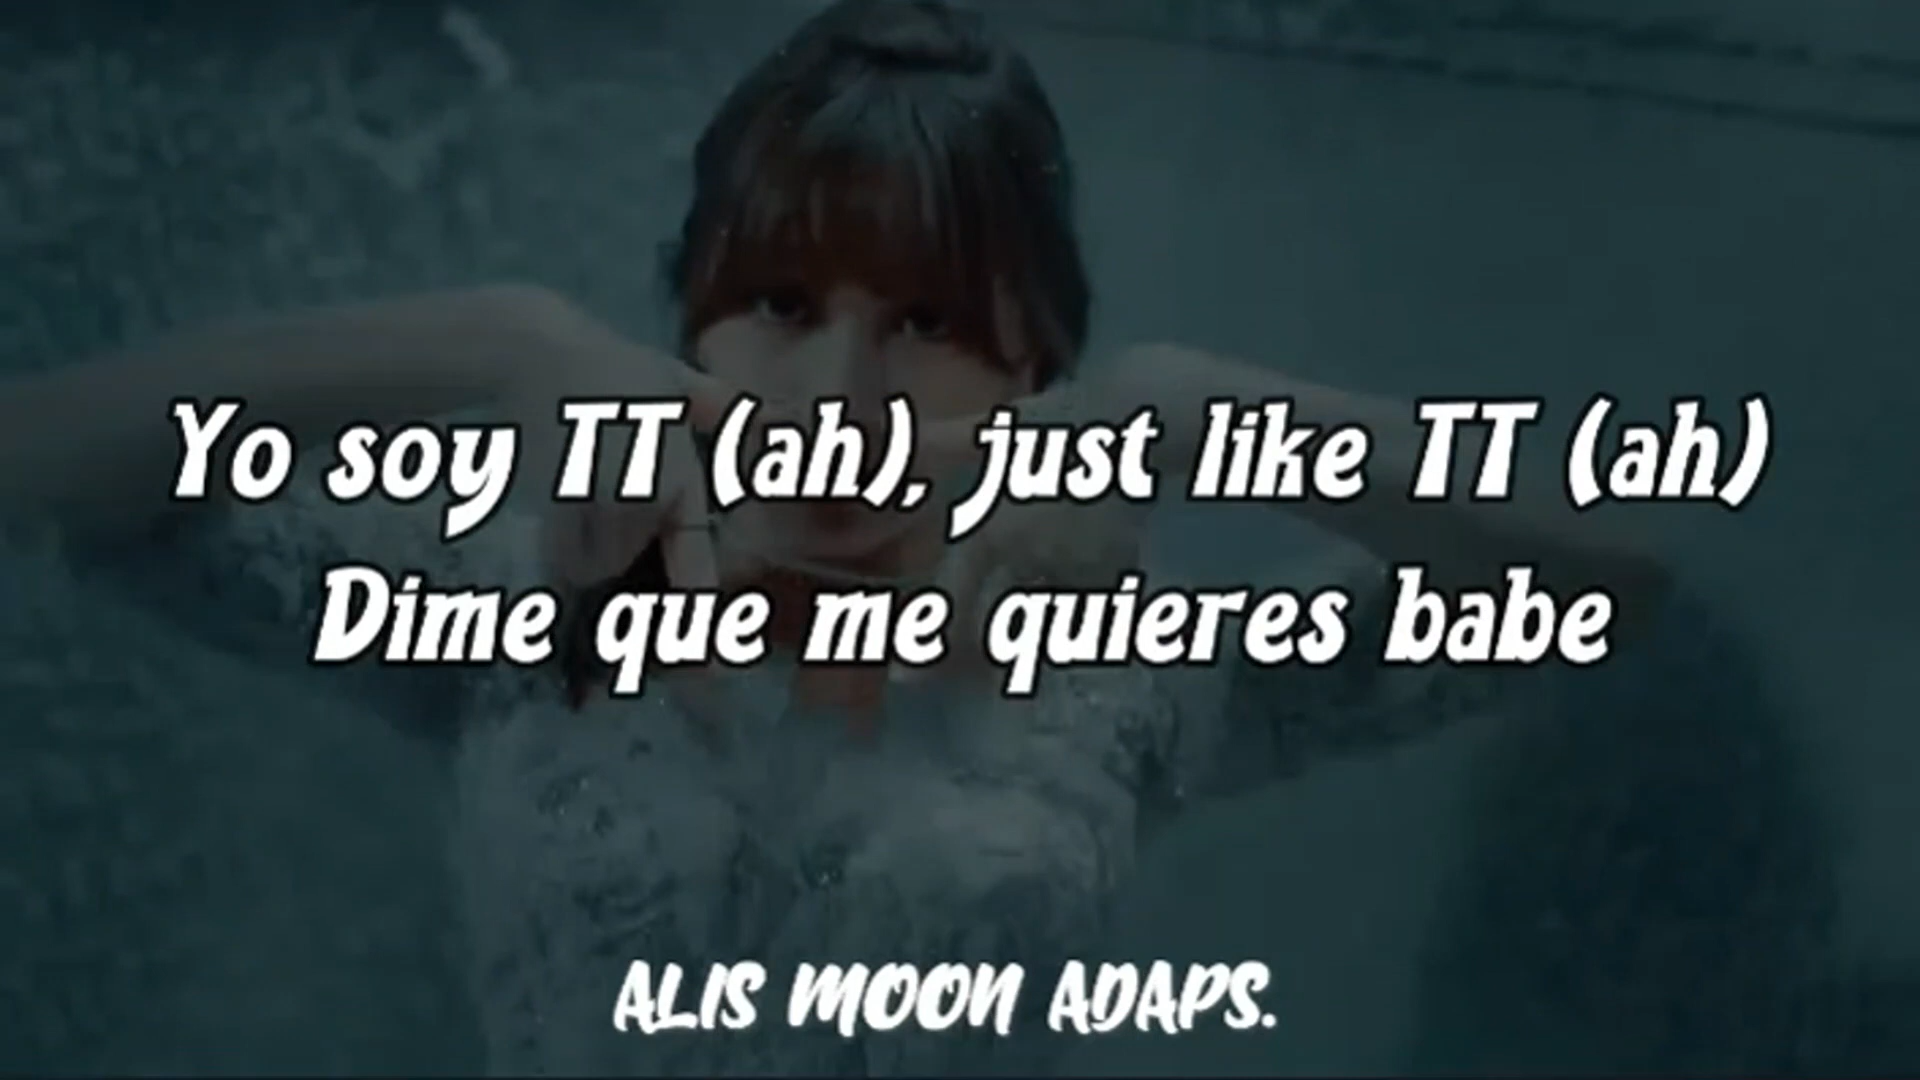 Yo soy TT (ah), just like TT (ah)
Dime que me quieres babe
ALIS MOON ADAPS.